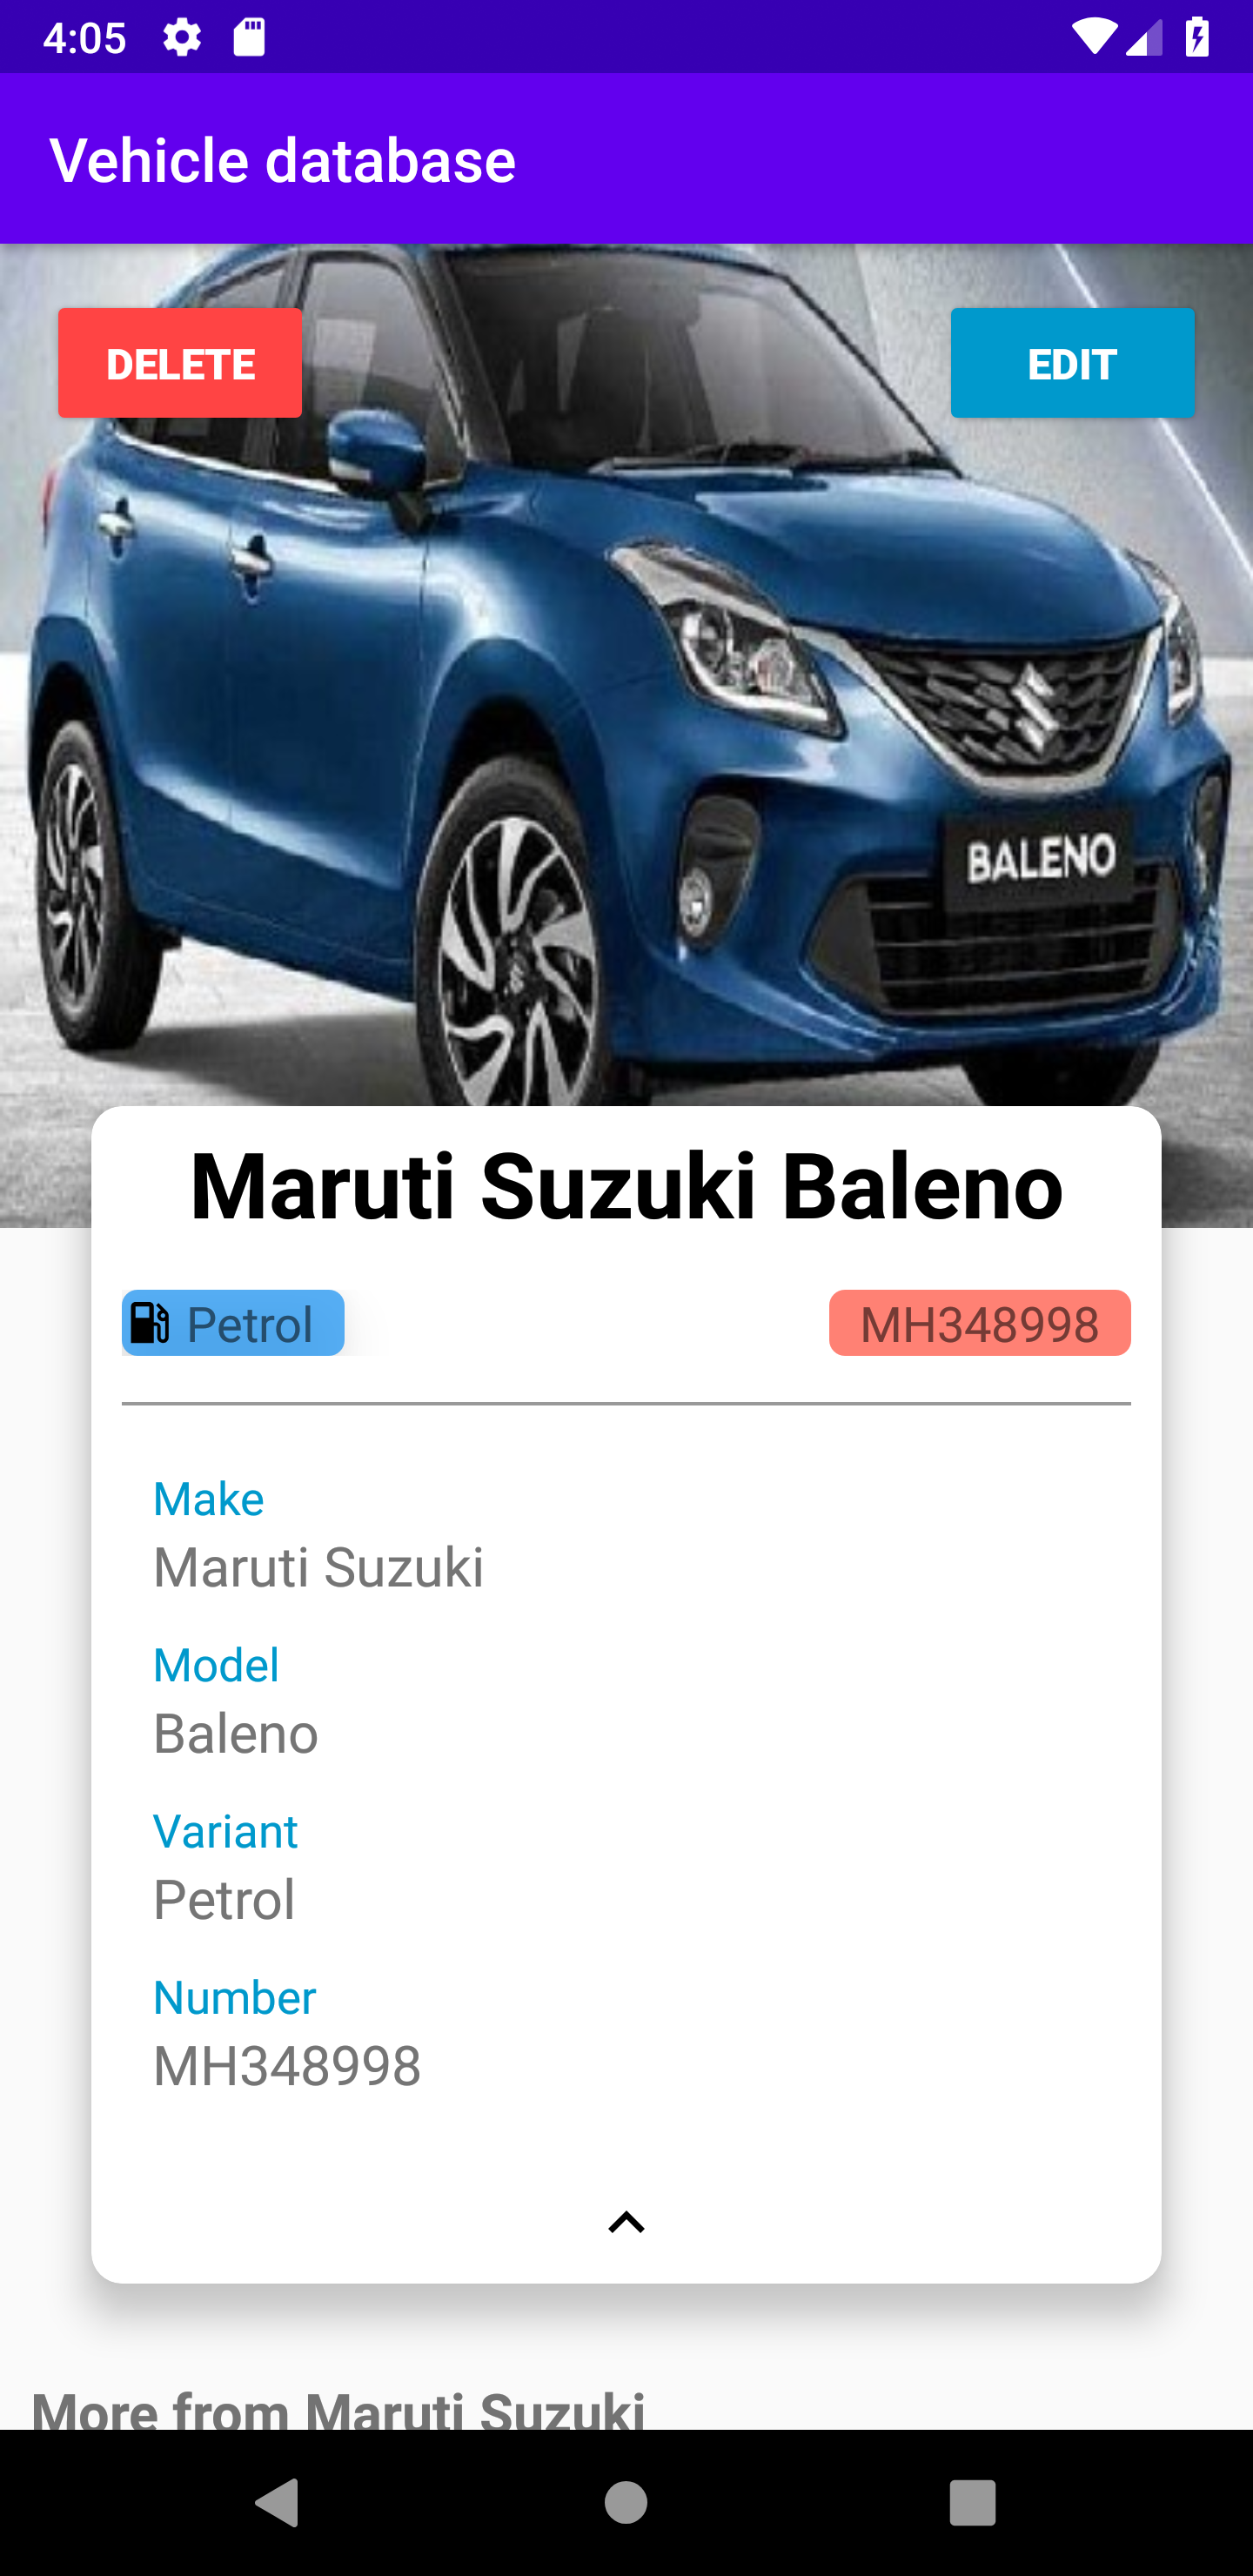 4:05
Vehicle database
DELETE
EDIT
BALENO
Maruti Suzuki Baleno
Petrol
MH348998
Make
Maruti Suzuki
Model
Baleno
Variant
Petrol
Number
MH348998
More from Maruti Suzuki